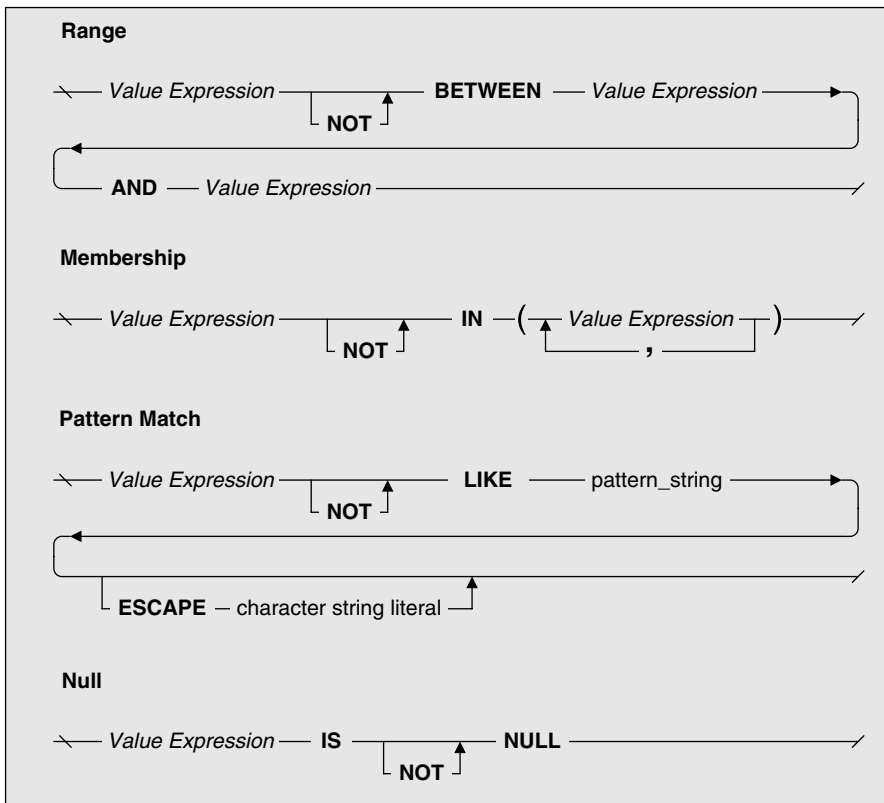 Range
Value Expression BETWEEN Value Expression
NOT
AND Value Expression
Membership
Value Expression IN ( Value Expression )
NOT ,
Pattern Match
Value Expression LIKE pattern_string
NOT
ESCAPE character string literal
Null
Value Expression IS NULL
NOT